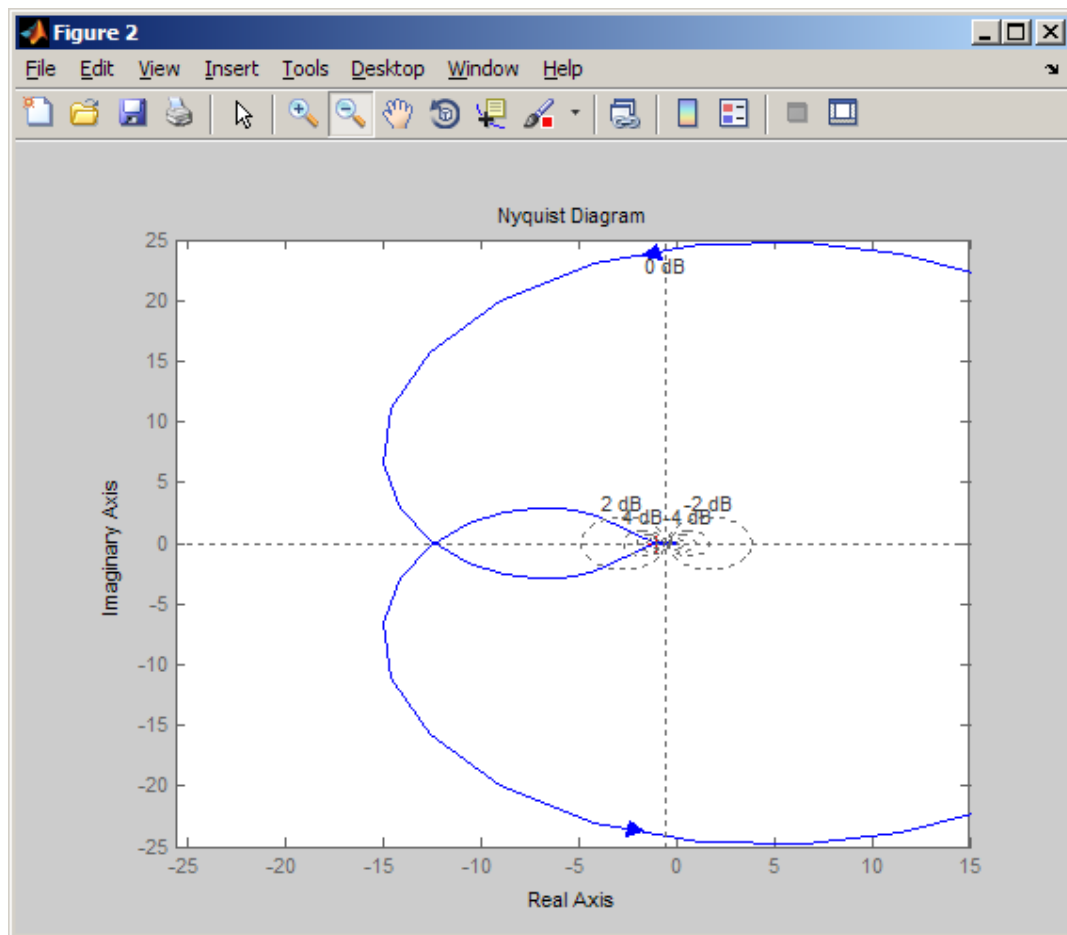 Figure 2
File Edit View Insert Tools Desktop Window Help
Nyquist Diagram
25
20
15
10
5
0
-5
-10
-15
-20
-25
0 dB
2 dB
-2 dB
4 dB
-4 dB
Imaginary Axis
-25 -20 -15 -10 -5 0 5 10 15
Real Axis